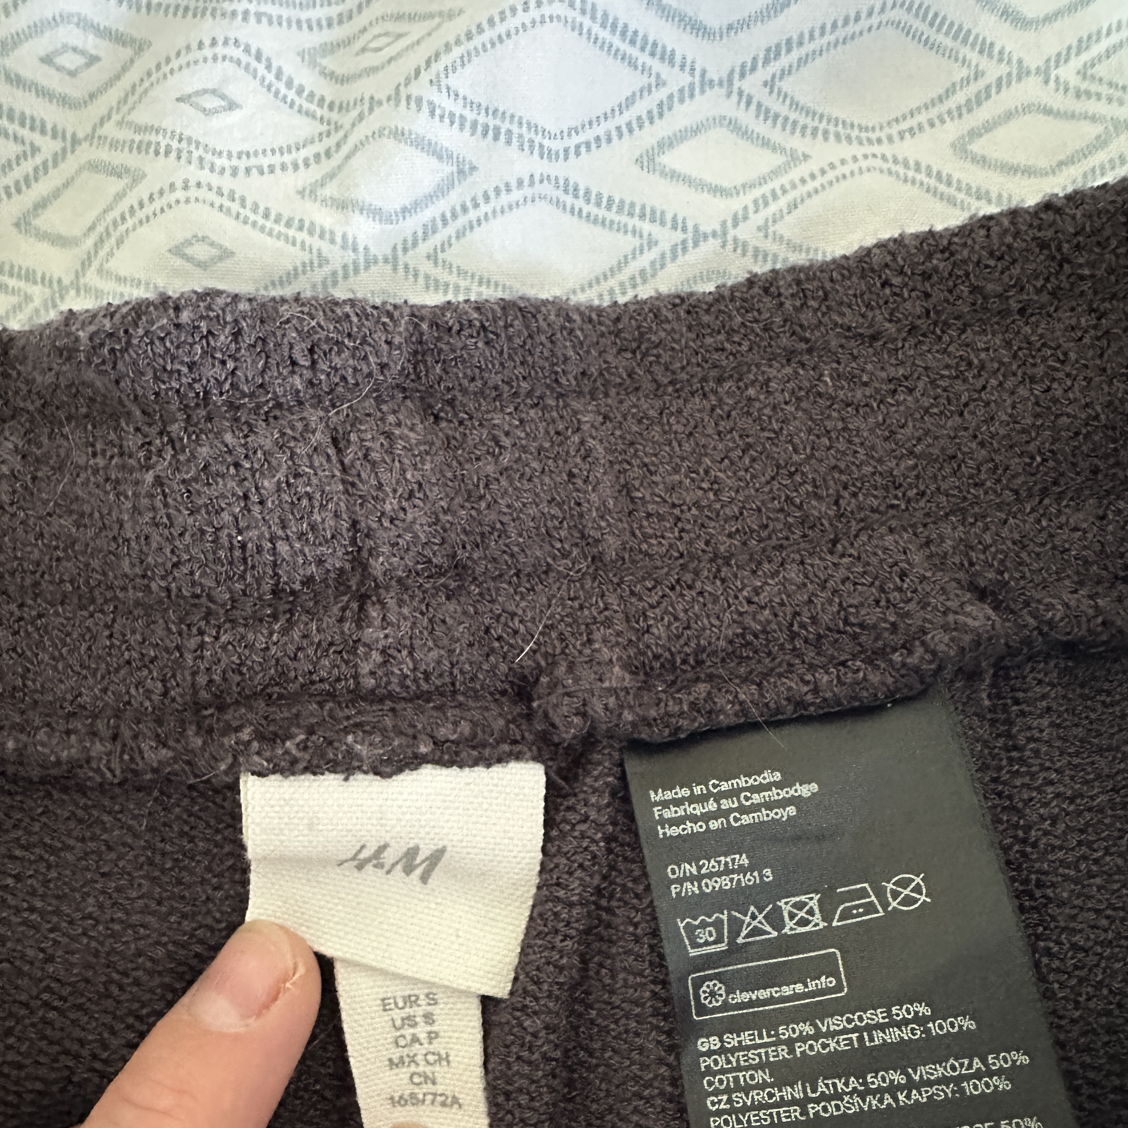 H&M
EUR S
US S
CA P
MX CH
CN
165/72A
Made in Cambodia
Fabriqué au Cambodge
Hecho en Camboya
O/N 267174
P/N 0987161 3
30
clevercare.info
GB SHELL: 50% VISCOSE 50%
POLYESTER. POCKET LINING: 100%
COTTON.
CZ SVRCHNÍ LÁTKA: 50% VISKÓZA 50%
POLYESTER. PODŠÍVKA KAPSY: 100%
50%